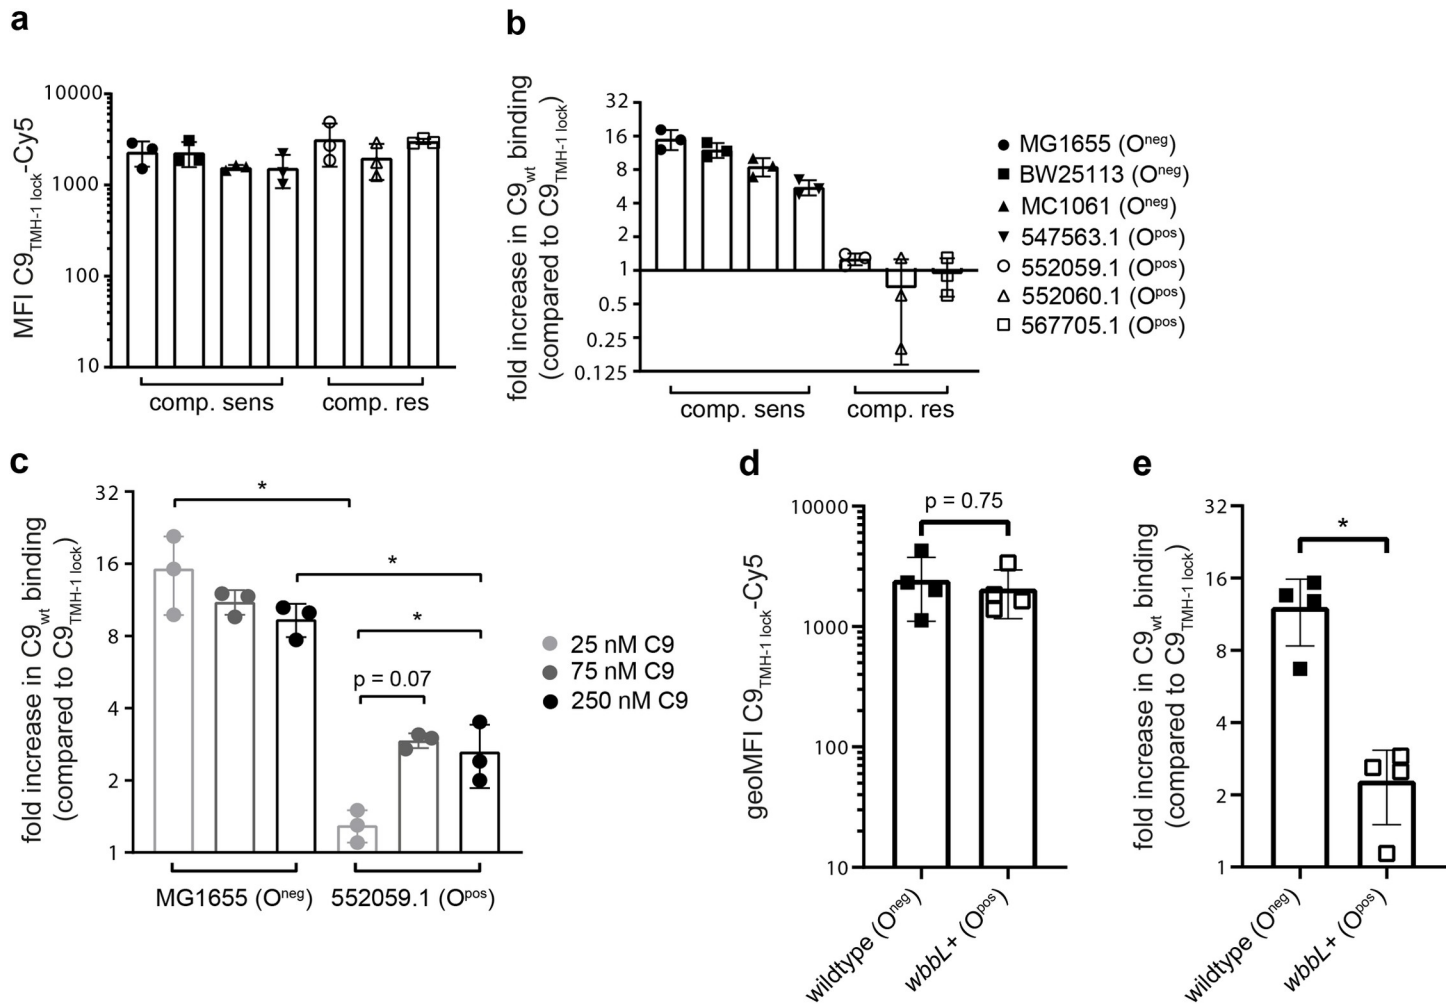 a
MFI C9TMH-1 lock-Cy5
10000
1000
100
10
comp. sens
comp. res
b
fold increase in C9wt binding
(compared to C9TMH-1 lock)
32
16
8
4
2
1
0.5
0.25
0.125
comp. sens
comp. res
MG1655 (Oneg)
BW25113 (Oneg)
MC1061 (Oneg)
547563.1 (Opos)
552059.1 (Opos)
552060.1 (Opos)
567705.1 (Opos)
c
fold increase in C9wt binding
(compared to C9TMH-1 lock)
32
16
8
4
2
1
*
*
*
p = 0.07
MG1655 (Oneg)
552059.1 (Opos)
25 nM C9
75 nM C9
250 nM C9
d
geoMFI C9TMH-1 lock-Cy5
10000
1000
100
10
p = 0.75
wildtype (Oneg)
wbbL+ (Opos)
e
fold increase in C9wt binding
(compared to C9TMH-1 lock)
32
16
8
4
2
1
*
wildtype (Oneg)
wbbL+ (Opos)